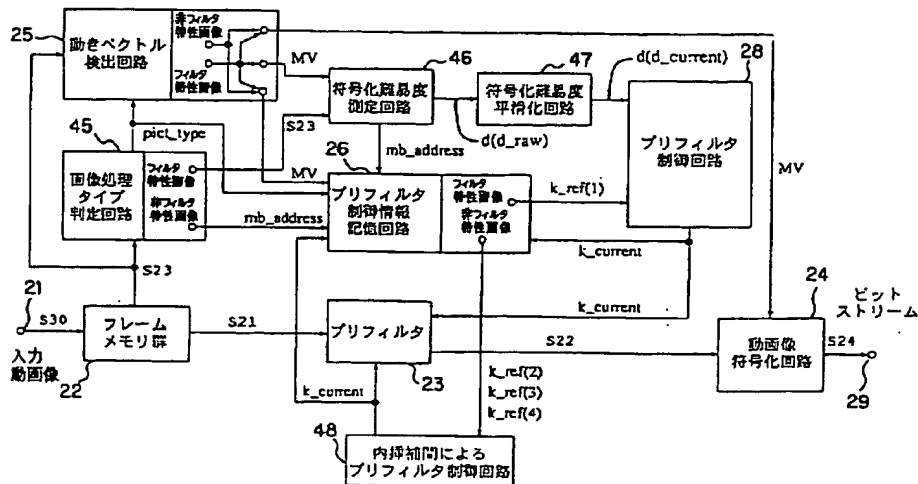 25
動きベクトル
検出回路
非フィルタ
特性画像
フィルタ
特性画像
MV
46
符号化難易度
測定回路
47
符号化難易度
平滑化回路
d(d_current)
28
プリフィルタ
制御回路
S23
d(d_raw)
mb_address
45
pict_type
画像処理
タイプ
判定回路
フィルタ
特性画像
非フィルタ
特性画像
MV
mb_address
26
プリフィルタ
制御情報
記憶回路
フィルタ
特性画像
非フィルタ
特性画像
k_ref(1)
MV
k_current
S23
21
S30
入力
動画像
フレーム
メモリ群
22
S21
プリフィルタ
23
k_current
S22
24
動画像
符号化回路
ビット
ストリーム
S24
29
k_current
k_ref(2)
k_ref(3)
k_ref(4)
48
内挿補間による
プリフィルタ制御回路